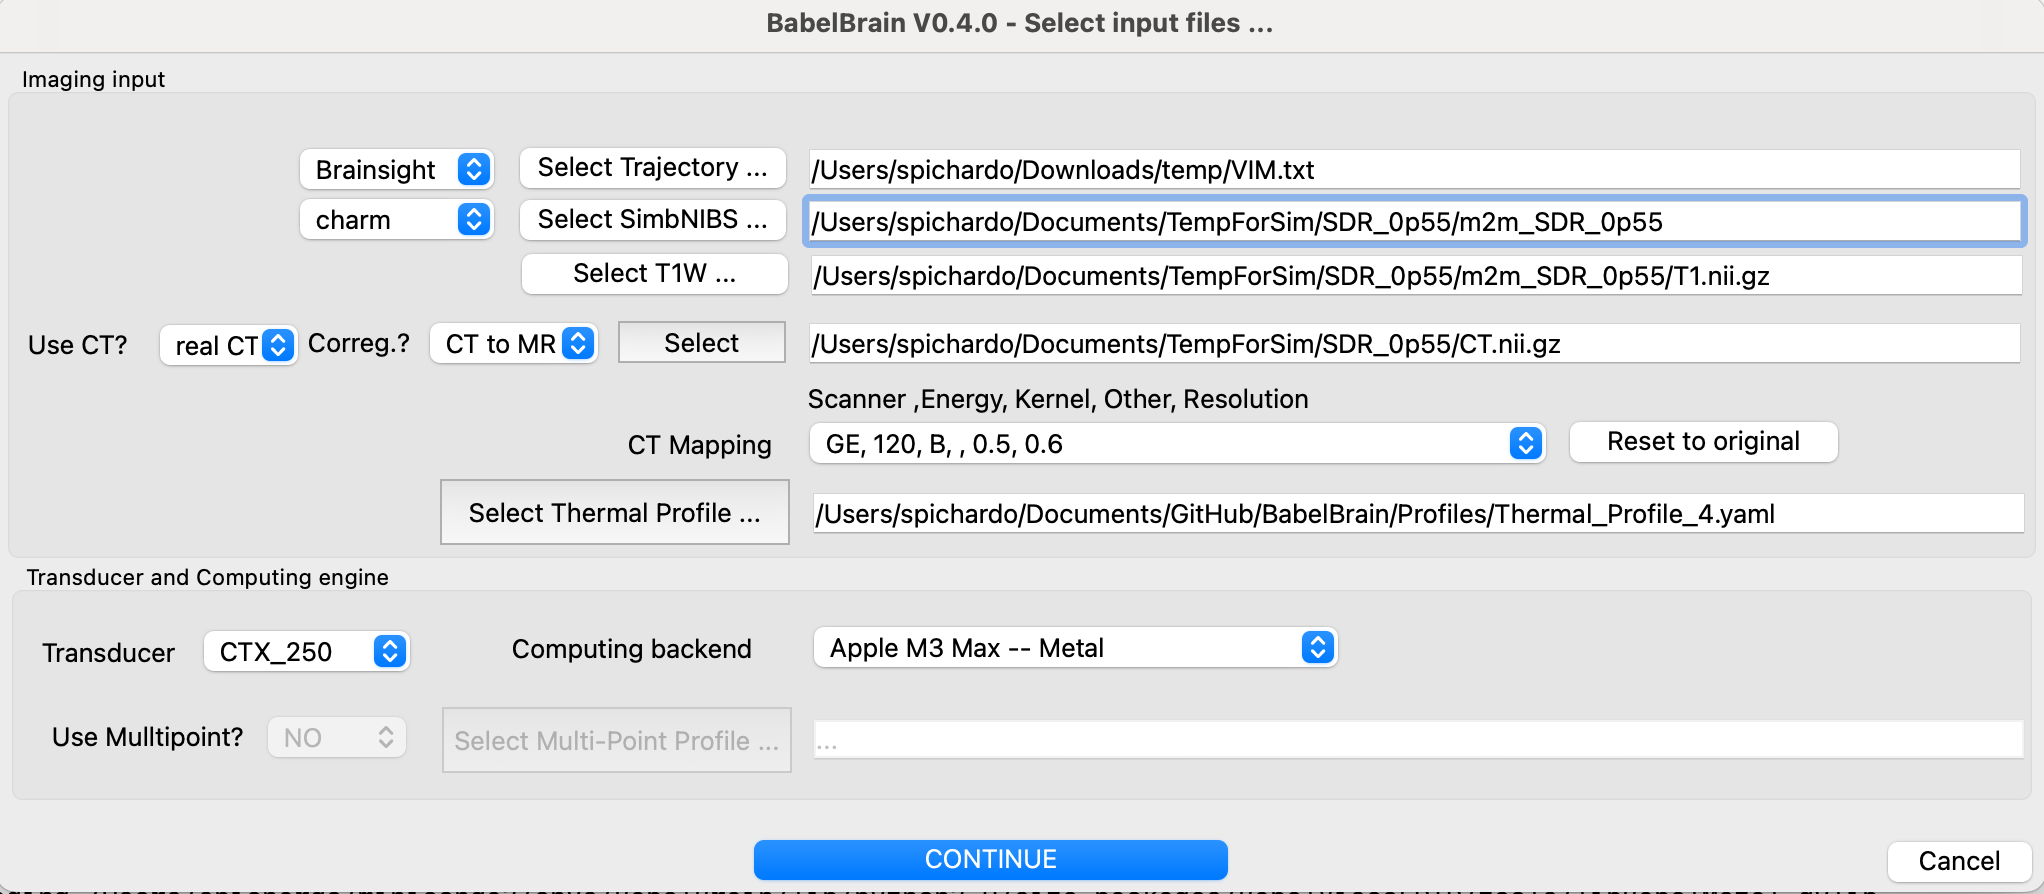 BabelBrain V0.4.0 - Select input files ...
Imaging input
Brainsight Select Trajectory ... /Users/spichardo/Downloads/temp/VIM.txt
charm Select SimbNIBS ... /Users/spichardo/Documents/TempForSim/SDR_0p55/m2m_SDR_0p55
Select T1W ... /Users/spichardo/Documents/TempForSim/SDR_0p55/m2m_SDR_0p55/T1.nii.gz
Use CT? real CT Correg.? CT to MR Select /Users/spichardo/Documents/TempForSim/SDR_0p55/CT.nii.gz
Scanner ,Energy, Kernel, Other, Resolution
CT Mapping GE, 120, B, , 0.5, 0.6 Reset to original
Select Thermal Profile ... /Users/spichardo/Documents/GitHub/BabelBrain/Profiles/Thermal_Profile_4.yaml
Transducer and Computing engine
Transducer CTX_250 Computing backend Apple M3 Max -- Metal
Use Mulltipoint? NO Select Multi-Point Profile ... ...
CONTINUE
Cancel